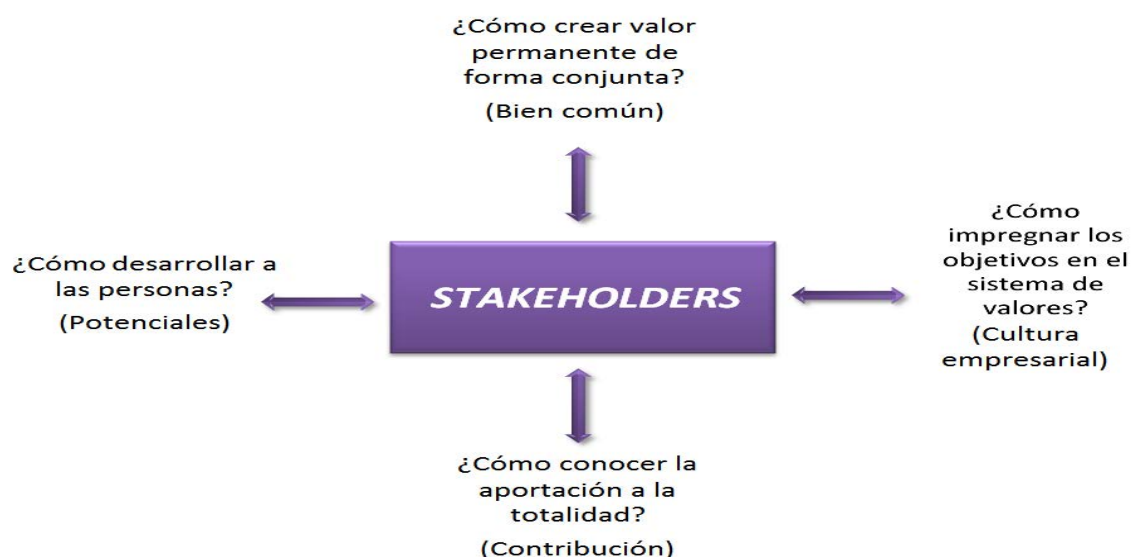 ¿Cómo crear valor
permanente de
forma conjunta?
(Bien común)
¿Cómo desarrollar a
las personas?
(Potenciales)
STAKEHOLDERS
¿Cómo
impregnar los
objetivos en el
sistema de
valores?
(Cultura
empresarial)
¿Cómo conocer la
aportación a la
totalidad?
(Contribución)